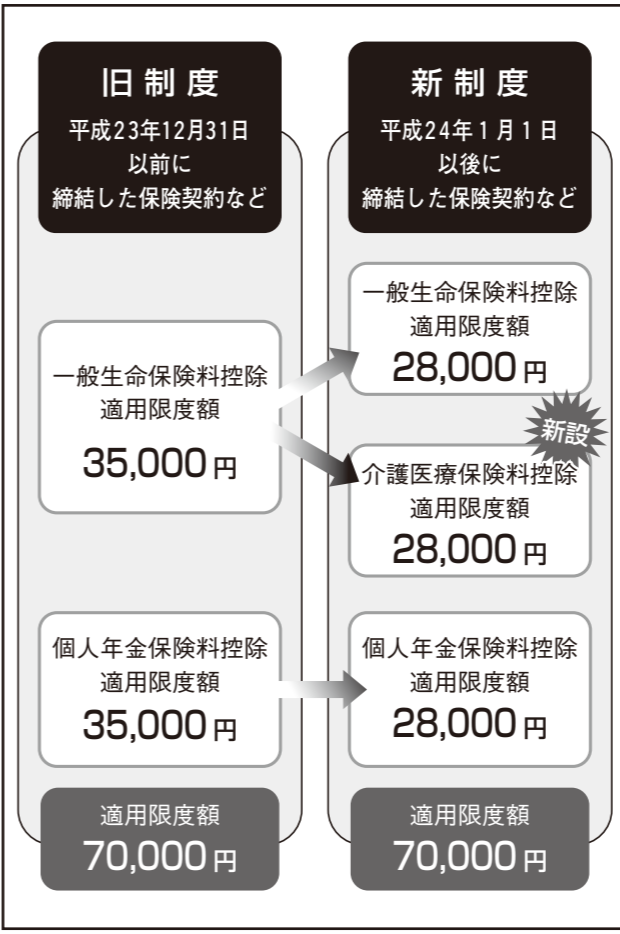 旧制度
平成23年12月31日
以前に
締結した保険契約など
一般生命保険料控除
適用限度額
35,000円
個人年金保険料控除
適用限度額
35,000円
適用限度額
70,000円
新制度
平成24年1月1日
以後に
締結した保険契約など
一般生命保険料控除
適用限度額
28,000円
新設
介護医療保険料控除
適用限度額
28,000円
個人年金保険料控除
適用限度額
28,000円
適用限度額
70,000円